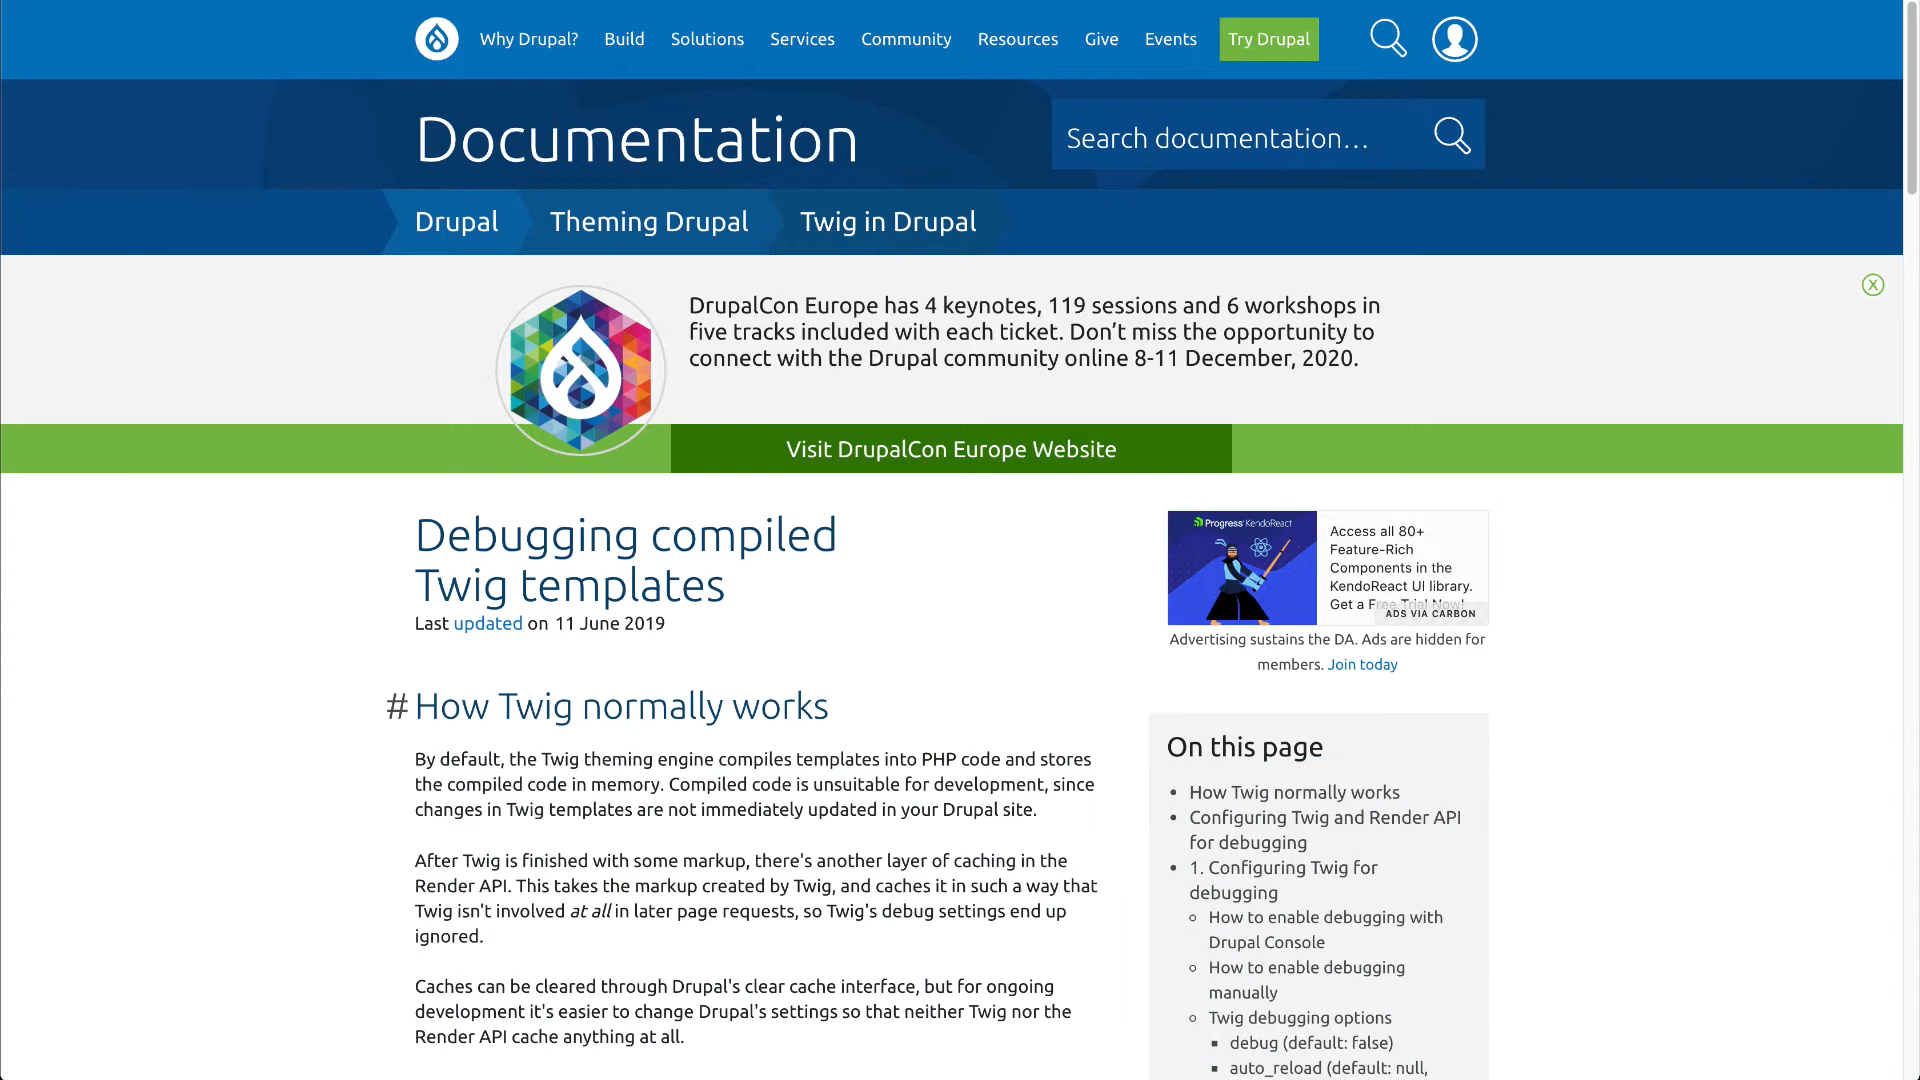 Why Drupal? Build Solutions Services Community Resources Give Events Try Drupal
Documentation
Search documentation...
Drupal Theming Drupal Twig in Drupal
DrupalCon Europe has 4 keynotes, 119 sessions and 6 workshops in
five tracks included with each ticket. Don't miss the opportunity to
connect with the Drupal community online 8-11 December, 2020.
X
Visit DrupalCon Europe Website
Debugging compiled
Twig templates
Last updated on 11 June 2019
# How Twig normally works
By default, the Twig theming engine compiles templates into PHP code and stores
the compiled code in memory. Compiled code is unsuitable for development, since
changes in Twig templates are not immediately updated in your Drupal site.
After Twig is finished with some markup, there's another layer of caching in the
Render API. This takes the markup created by Twig, and caches it in such a way that
Twig isn't involved at all in later page requests, so Twig's debug settings end up
ignored.
Caches can be cleared through Drupal's clear cache interface, but for ongoing
development it's easier to change Drupal's settings so that neither Twig nor the
Render API cache anything at all.
Progress KendoReact
Access all 80+
Feature-Rich
Components in the
KendoReact UI library.
Get a Free Trial Now!
ADS VIA CARBON
Advertising sustains the DA. Ads are hidden for
members. Join today
On this page
• How Twig normally works
• Configuring Twig and Render API
for debugging
• 1. Configuring Twig for
debugging
How to enable debugging with
Drupal Console
How to enable debugging
manually
Twig debugging options
debug (default: false)
auto_reload (default: null,